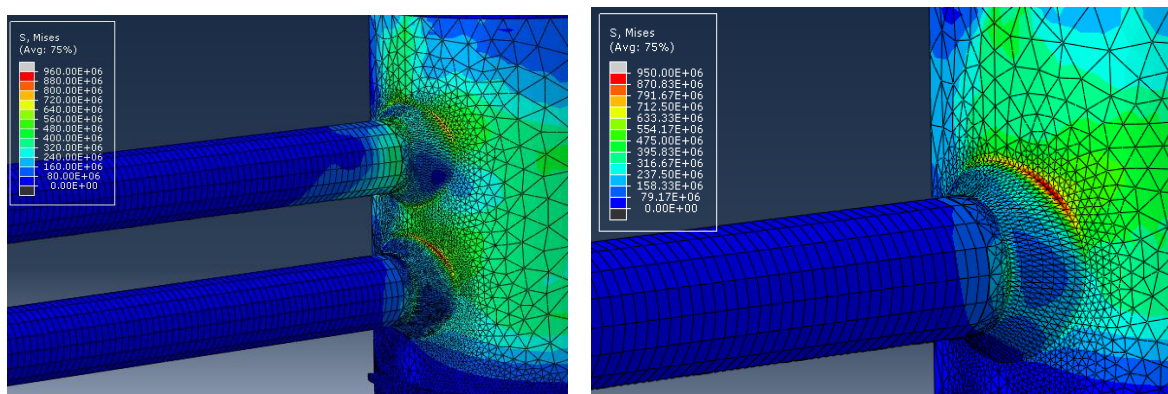 S, Mises
(Avg: 75%)
960.00E+06
880.00E+06
800.00E+06
720.00E+06
640.00E+06
560.00E+06
480.00E+06
400.00E+06
320.00E+06
240.00E+06
160.00E+06
80.00E+06
0.00E+00
S, Mises
(Avg: 75%)
950.00E+06
870.83E+06
791.67E+06
712.50E+06
633.33E+06
554.17E+06
475.00E+06
395.83E+06
316.67E+06
237.50E+06
158.33E+06
79.17E+06
0.00E+00